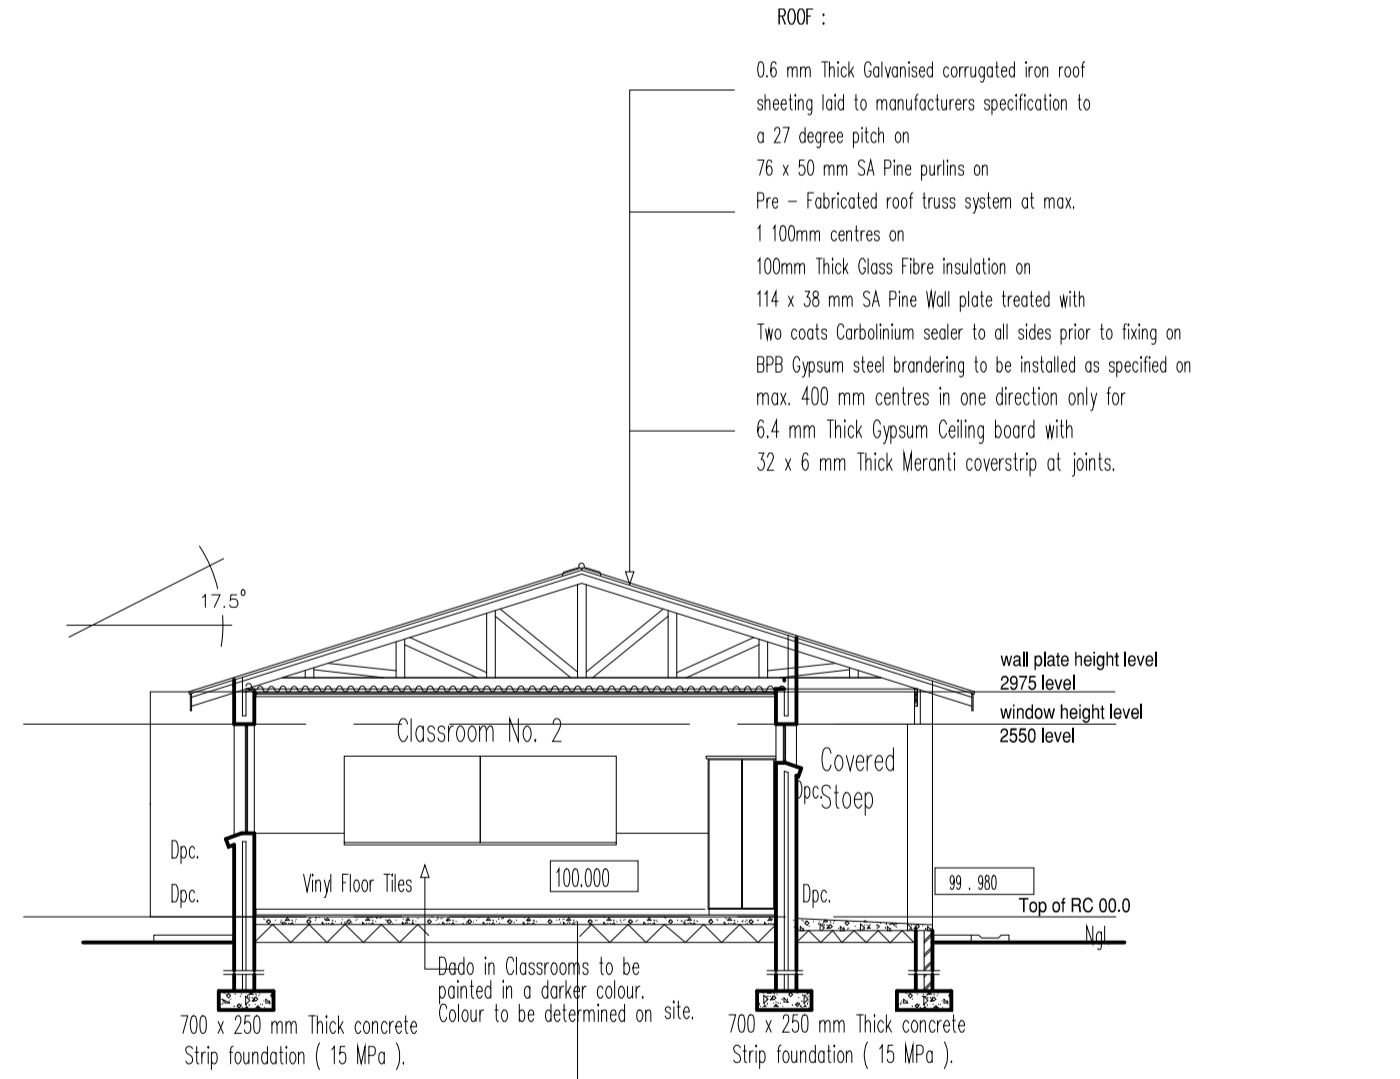 ROOF :
0.6 mm Thick Galvanised corrugated iron roof
sheeting laid to manufacturers specification to
a 27 degree pitch on
76 x 50 mm SA Pine purlins on
Pre - Fabricated roof truss system at max.
1 100mm centres on
100mm Thick Glass Fibre insulation on
114 x 38 mm SA Pine Wall plate treated with
Two coats Carbolinium sealer to all sides prior to fixing on
BPB Gypsum steel brandering to be installed as specified on
max. 400 mm centres in one direction only for
6.4 mm Thick Gypsum Ceiling board with
32 x 6 mm Thick Meranti coverstrip at joints.
17.5°
wall plate height level
2975 level
window height level
2550 level
Classroom No. 2
Covered
Stoep
Dpc.
Dpc.
Dpc.
Dpc.
Vinyl Floor Tiles
100.000
99 . 980
Top of RC 00.0
Ngl
Dado in Classrooms to be
painted in a darker colour.
Colour to be determined on site.
700 x 250 mm Thick concrete
Strip foundation ( 15 MPa ).
700 x 250 mm Thick concrete
Strip foundation ( 15 MPa ).